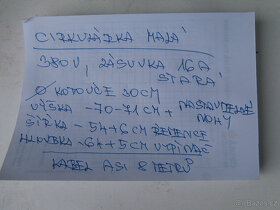 CIRKULÁRKA MALÁ
380V, ZÁSUVKA 16A
STARÁ
Ø KOTOUČE 30CM
VÝŠKA - 70-71CM + NASTAVITELNÉ
NOHY
ŠÍŘKA - 54+6CM ŘEMENICE
HLOUBKA - 64+5CM VYPÍNAČ
KABEL ASI 8 METRŮ